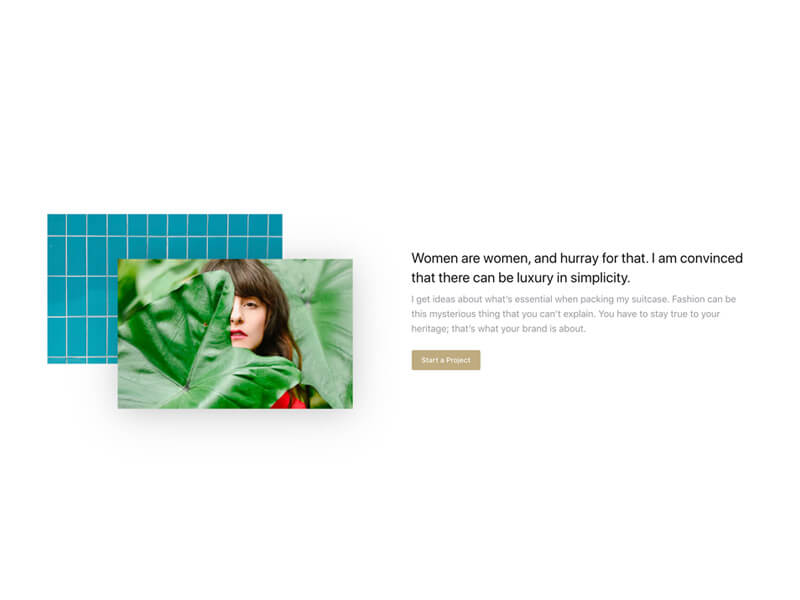 Women are women, and hurray for that. I am convinced
that there can be luxury in simplicity.
I get ideas about what's essential when packing my suitcase. Fashion can be
this mysterious thing that you can't explain. You have to stay true to your
heritage; that's what your brand is about.
Start a Project